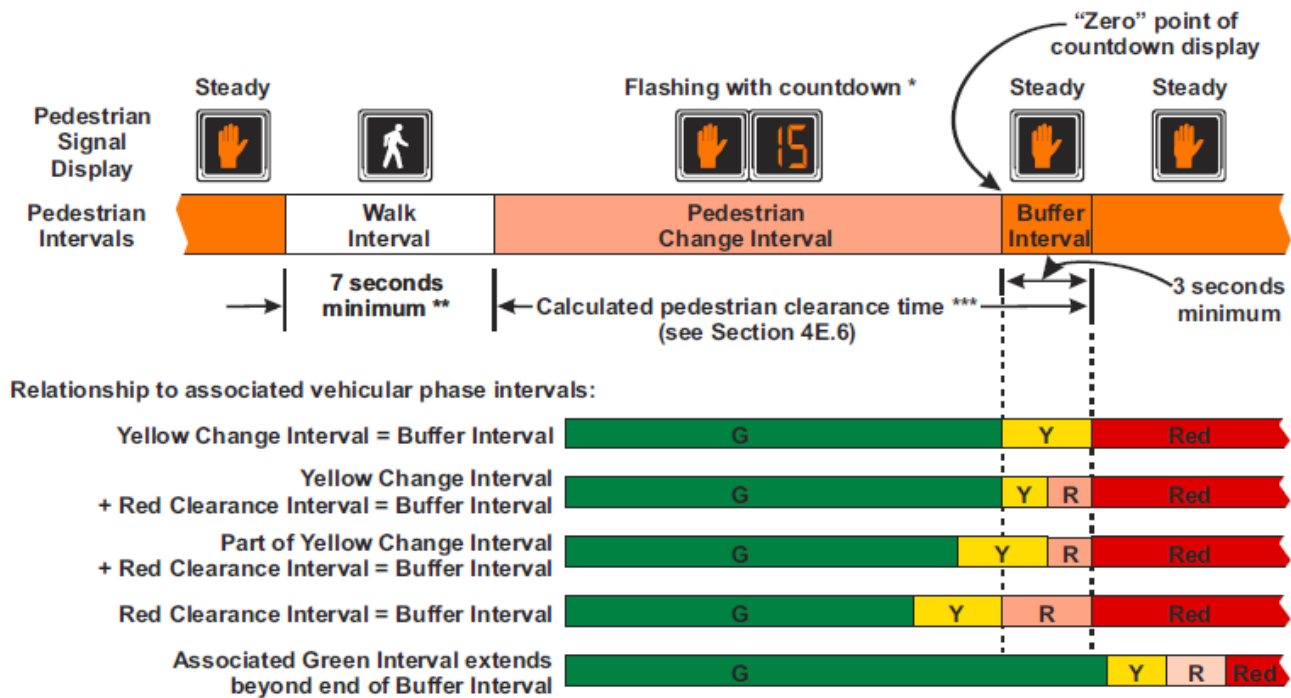 “Zero” point of
countdown display
Steady
Flashing with countdown *
Steady
Steady
Pedestrian
Signal
Display
15
Pedestrian
Intervals
Walk
Interval
Pedestrian
Change Interval
Buffer
Interval
7 seconds
minimum **
Calculated pedestrian clearance time ***
(see Section 4E.6)
3 seconds
minimum
Relationship to associated vehicular phase intervals:
Yellow Change Interval = Buffer Interval
G Y Red
Yellow Change Interval
+ Red Clearance Interval = Buffer Interval
G Y R Red
Part of Yellow Change Interval
+ Red Clearance Interval = Buffer Interval
G Y R Red
Red Clearance Interval = Buffer Interval
G Y R Red
Associated Green Interval extends
beyond end of Buffer Interval
G Y R Red